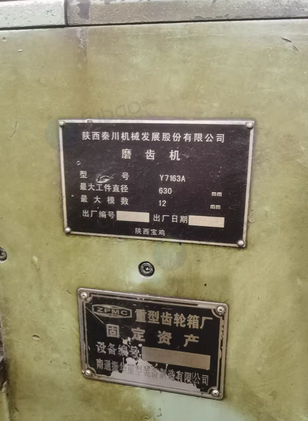 陕西秦川机械发展股份有限公司
磨齿机
型号 Y7163A
最大工件直径 630 mm
最大模数 12 mm
出厂编号 出厂日期
陕西宝鸡
ZPMC 重型齿轮箱厂
固定资产
设备编号